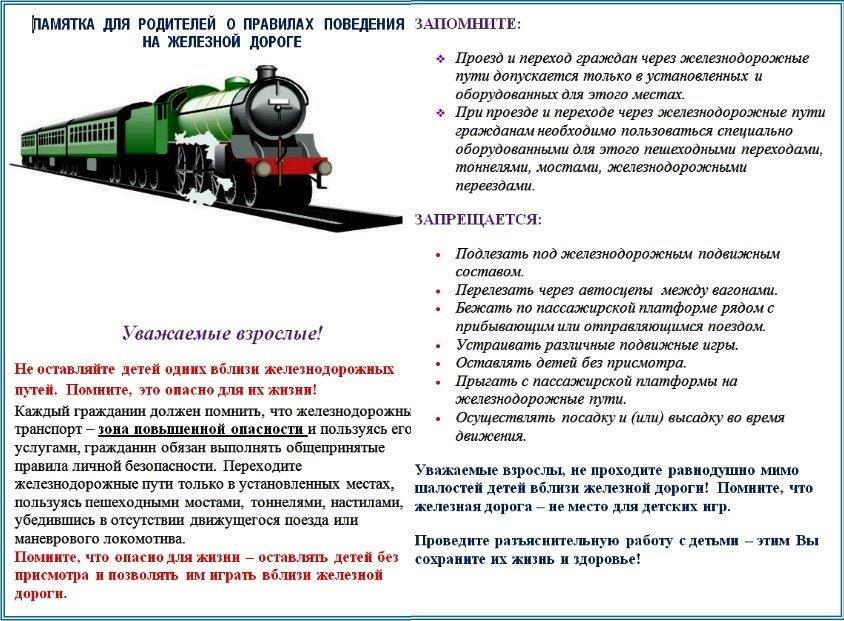 ПАМЯТКА ДЛЯ РОДИТЕЛЕЙ О ПРАВИЛАХ ПОВЕДЕНИЯ
НА ЖЕЛЕЗНОЙ ДОРОГЕ
Уважаемые взрослые!
Не оставляйте детей одних вблизи железнодорожных
путей. Помните, это опасно для их жизни!
Каждый гражданин должен помнить, что железнодорожны
транспорт – зона повышенной опасности и пользуясь его
услугами, гражданин обязан выполнять общепринятые
правила личной безопасности. Переходите
железнодорожные пути только в установленных местах,
пользуясь пешеходными мостами, тоннелями, настилами,
убедившись в отсутствии движущегося поезда или
маневрового локомотива.
Помните, что опасно для жизни – оставлять детей без
присмотра и позволять им играть вблизи железной
дороги.
ЗАПОМНИТЕ:
Проезд и переход граждан через железнодорожные
пути допускается только в установленных и
оборудованных для этого местах.
При проезде и переходе через железнодорожные пути
гражданам необходимо пользоваться специально
оборудованными для этого пешеходными переходами,
тоннелями, мостами, железнодорожными
переездами.
ЗАПРЕЩАЕТСЯ:
Подлезать под железнодорожным подвижным
составом.
Перелезать через автосцепы между вагонами.
Бежать по пассажирской платформе рядом с
прибывающим или отправляющимся поездом.
Устраивать различные подвижные игры.
Оставлять детей без присмотра.
Прыгать с пассажирской платформы на
железнодорожные пути.
Осуществлять посадку и (или) высадку во время
движения.
Уважаемые взрослы, не проходите равнодушно мимо
шалостей детей вблизи железной дороги! Помните, что
железная дорога – не место для детских игр.
Проведите разъяснительную работу с детьми – этим Вы
сохраните их жизнь и здоровье!